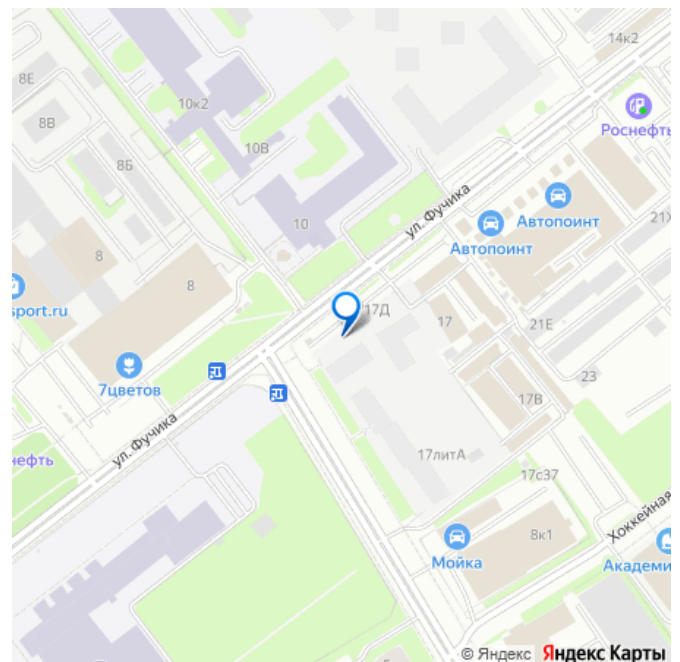 14к2
8Е
10к2
Роснефть
8В
10В
8Б
ул. Фучика
Автопоинт
21Х
10
Автопоинт
8
8
sport.ru
17Д
17
21Е
7цветов
23
17В
ул. Фучика
нефть
17литА
17с37
8к1
Хоккейная
Мойка
Академи
© Яндекс Яндекс Карты